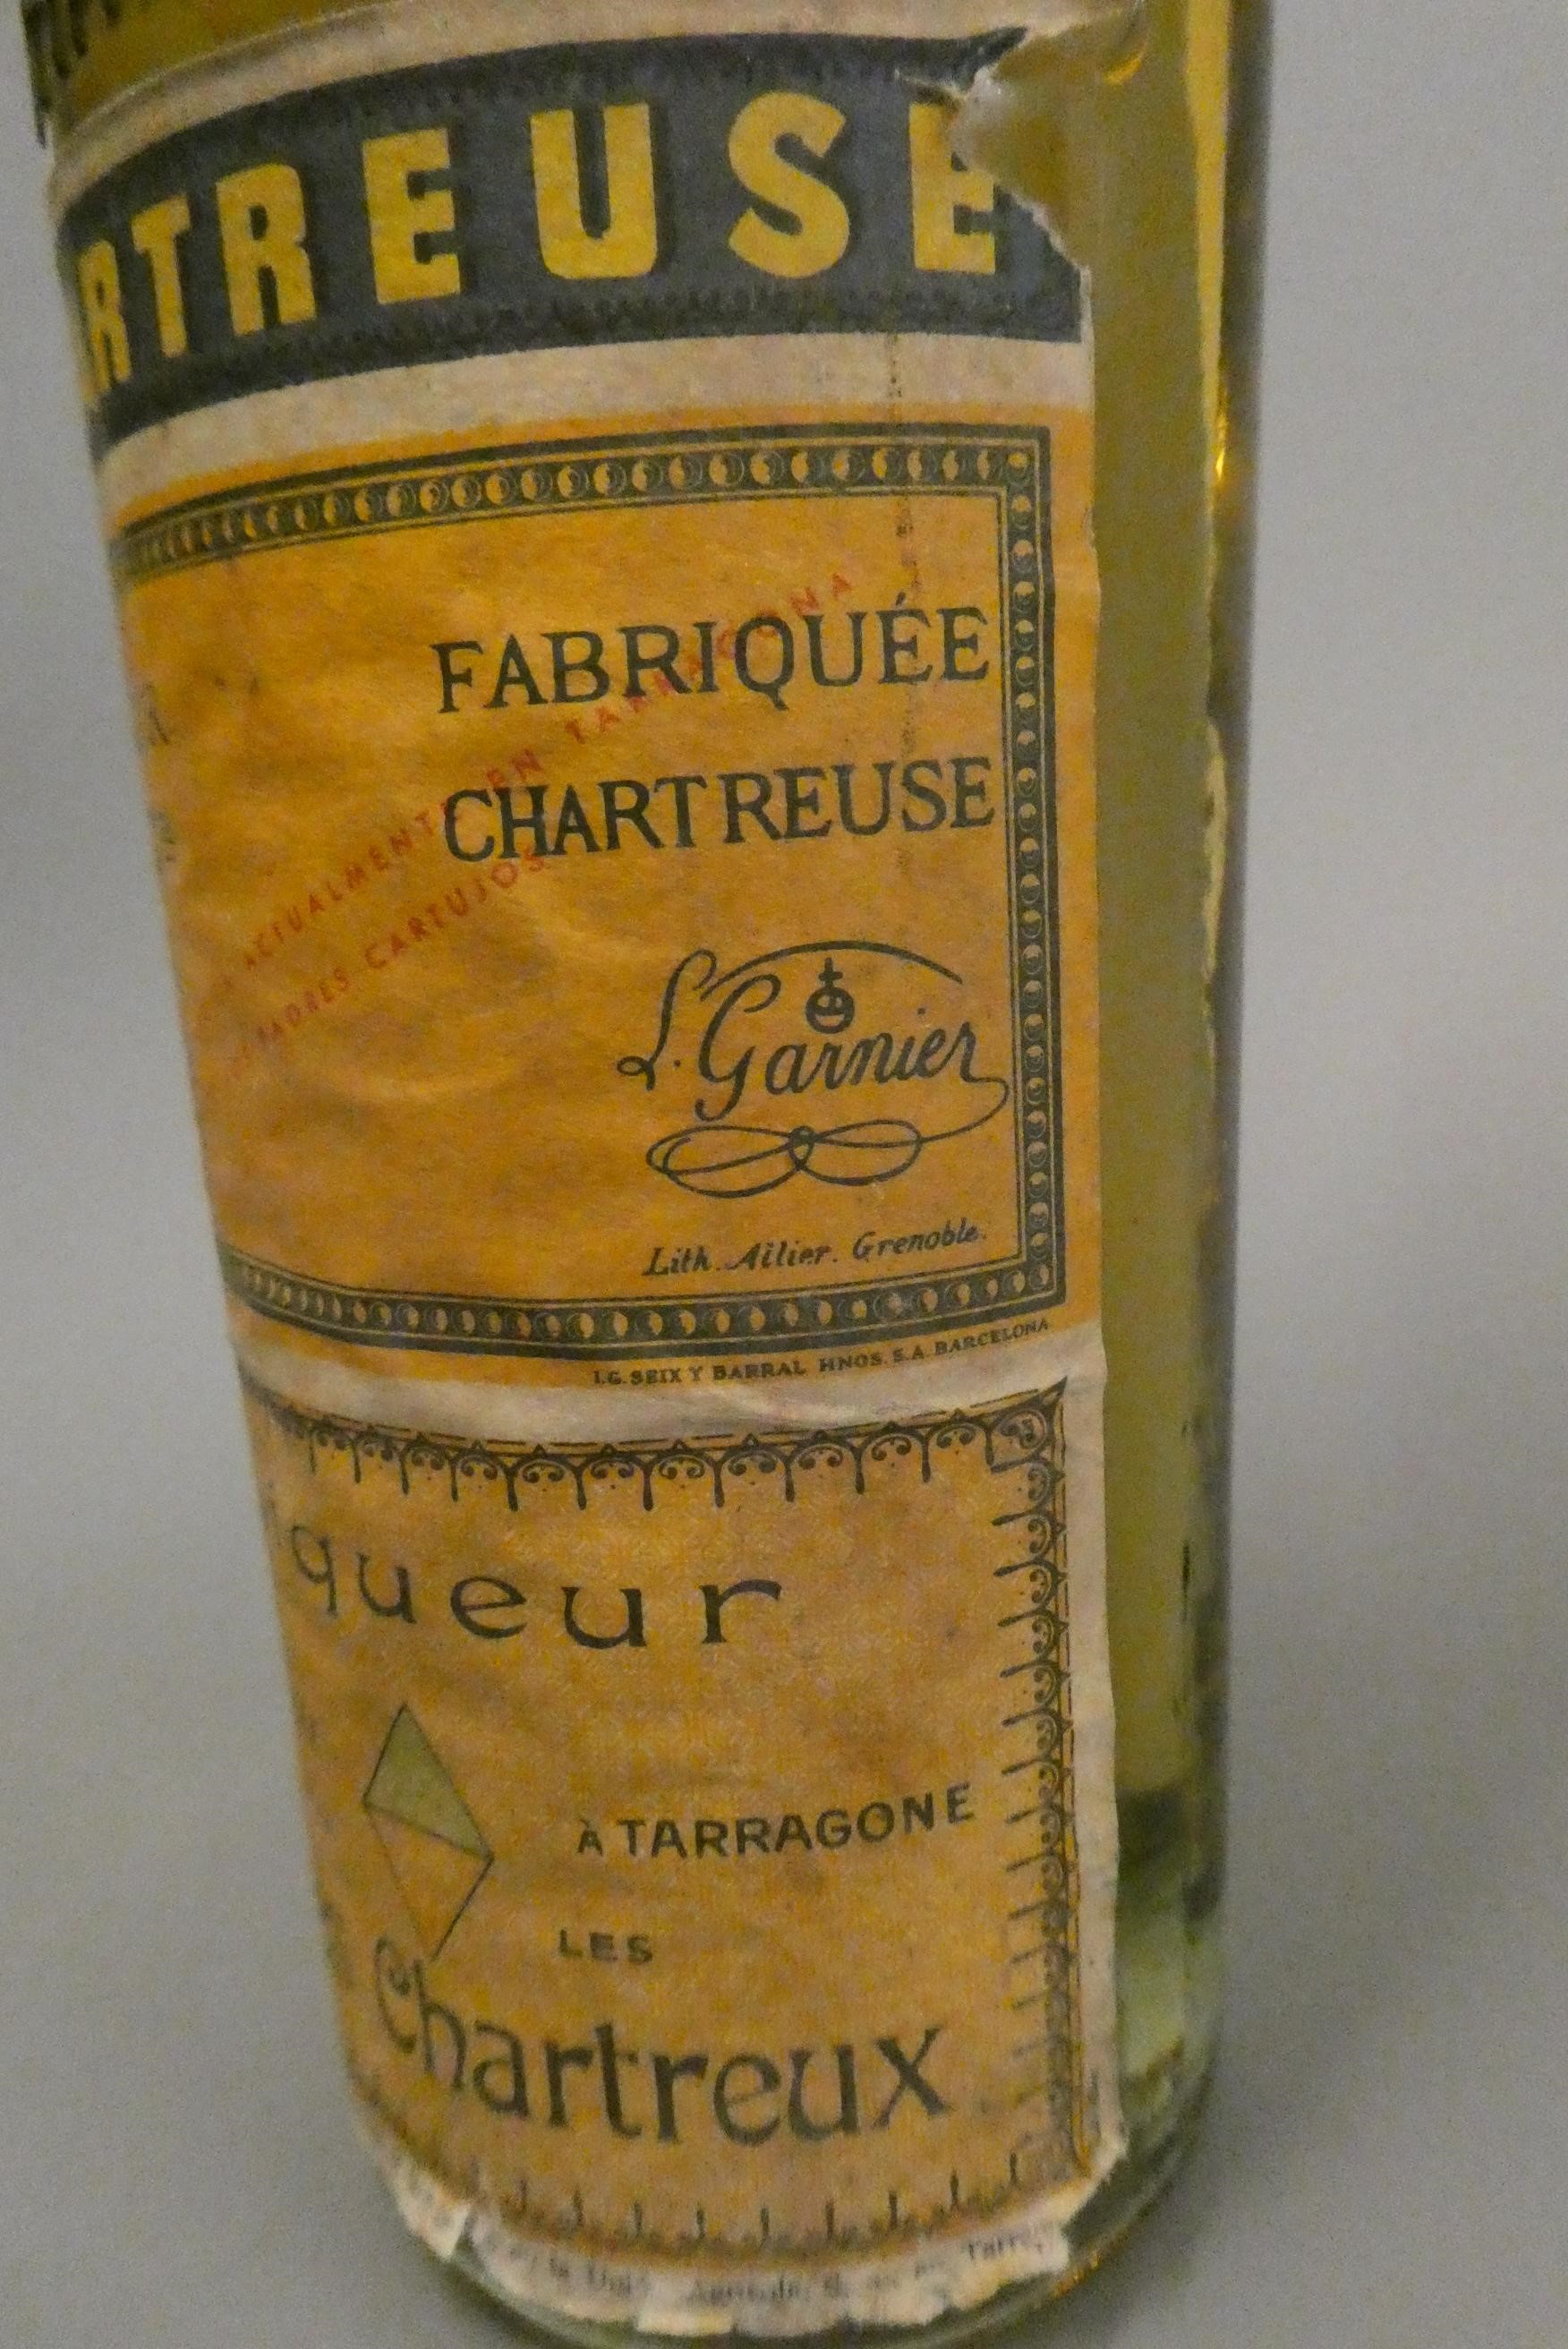 RTREUSE
FABRIQUÉE
CHARTREUSE
ACTUALMENTE EN TARRAGONA
PADRES CARTUJOS
L. Garnier
Lith. Allier. Grenoble.
I.G. SEIX Y BARRAL HNOS. S.A. BARCELONA
iqueur
À TARRAGONE
LES
Chartreux